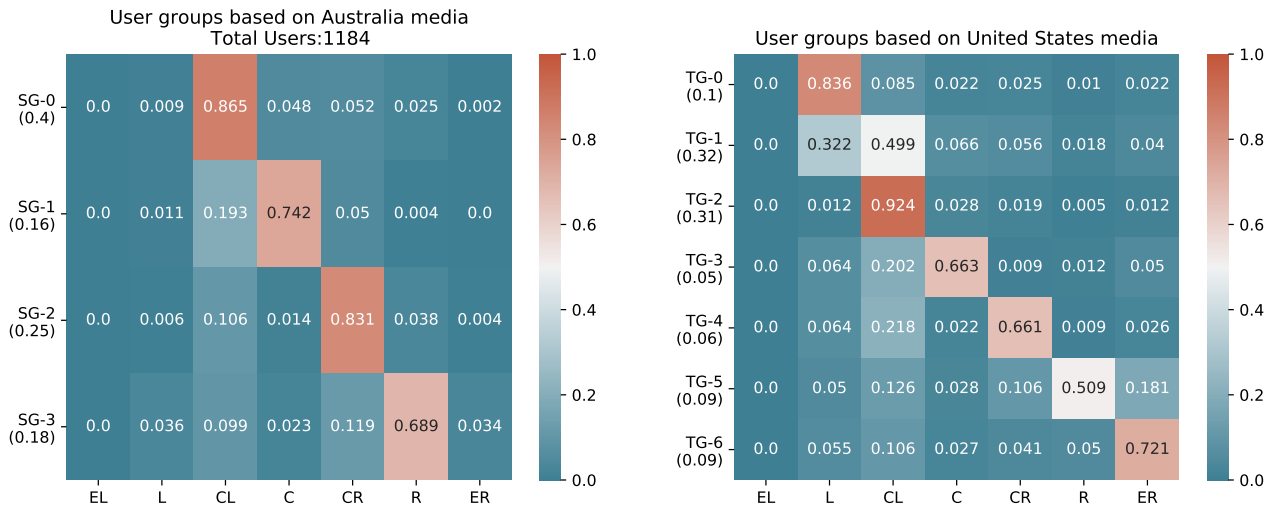 User groups based on Australia media
Total Users:1184
SG-0
(0.4)
0.0 0.009 0.865 0.048 0.052 0.025 0.002
SG-1
(0.16)
0.0 0.011 0.193 0.742 0.05 0.004 0.0
SG-2
(0.25)
0.0 0.006 0.106 0.014 0.831 0.038 0.004
SG-3
(0.18)
0.0 0.036 0.099 0.023 0.119 0.689 0.034
EL L CL C CR R ER
1.0
0.8
0.6
0.4
0.2
0.0
User groups based on United States media
TG-0
(0.1)
0.0 0.836 0.085 0.022 0.025 0.01 0.022
TG-1
(0.32)
0.0 0.322 0.499 0.066 0.056 0.018 0.04
TG-2
(0.31)
0.0 0.012 0.924 0.028 0.019 0.005 0.012
TG-3
(0.05)
0.0 0.064 0.202 0.663 0.009 0.012 0.05
TG-4
(0.06)
0.0 0.064 0.218 0.022 0.661 0.009 0.026
TG-5
(0.09)
0.0 0.05 0.126 0.028 0.106 0.509 0.181
TG-6
(0.09)
0.0 0.055 0.106 0.027 0.041 0.05 0.721
EL L CL C CR R ER
1.0
0.8
0.6
0.4
0.2
0.0